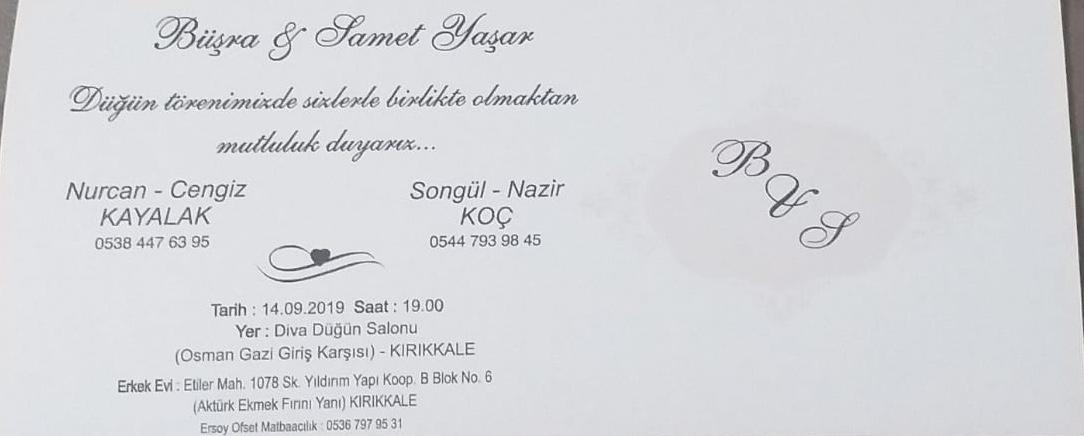 Büşra & Samet Yaşar
Düğün törenimizde sizlerle birlikte olmaktan
mutluluk duyarız...
Nurcan - Cengiz
KAYALAK
0538 447 63 95
Songül - Nazir
KOÇ
0544 793 98 45
Tarih : 14.09.2019 Saat : 19.00
Yer : Diva Düğün Salonu
(Osman Gazi Giriş Karşısı) - KIRIKKALE
Erkek Evi : Etiler Mah. 1078 Sk. Yıldırım Yapı Koop. B Blok No. 6
(Aktürk Ekmek Fırını Yanı) KIRIKKALE
Ersoy Ofset Matbaacılık : 0536 797 95 31
B & S